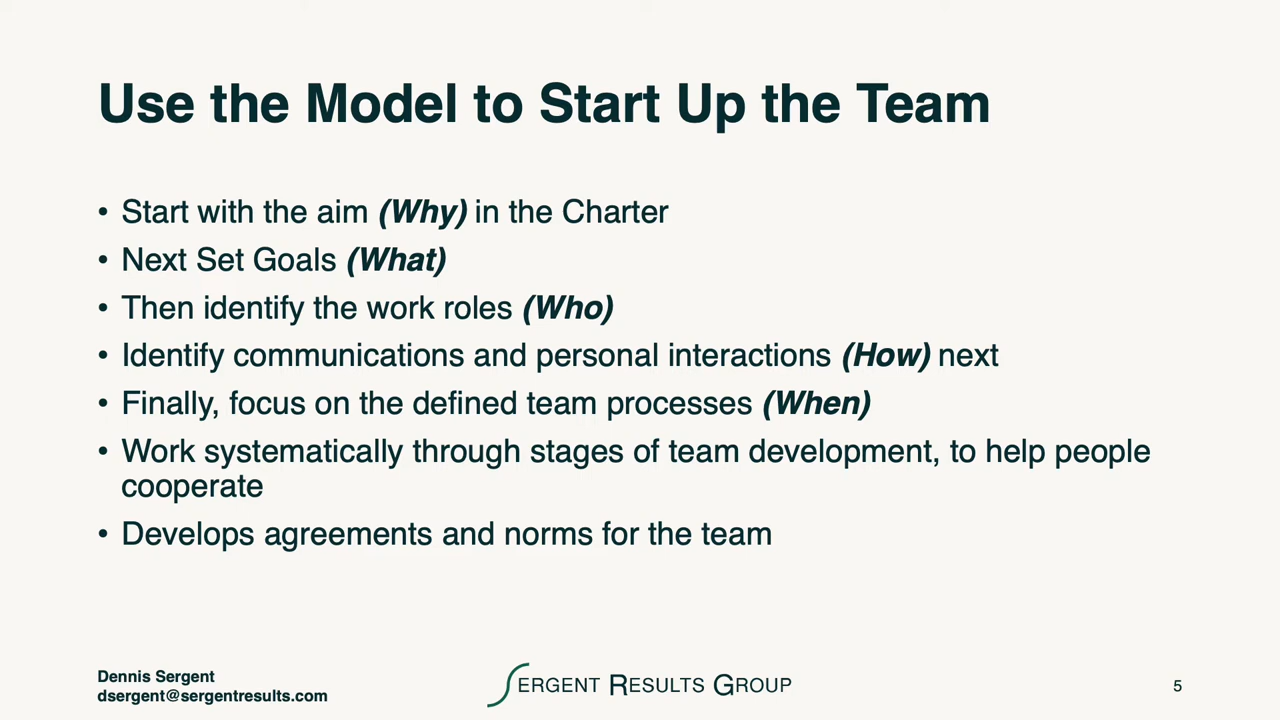 Use the Model to Start Up the Team
• Start with the aim (Why) in the Charter
• Next Set Goals (What)
• Then identify the work roles (Who)
• Identify communications and personal interactions (How) next
• Finally, focus on the defined team processes (When)
• Work systematically through stages of team development, to help people
cooperate
• Develops agreements and norms for the team
Dennis Sergent
dsergent@sergentresults.com
SERGENT RESULTS GROUP
5